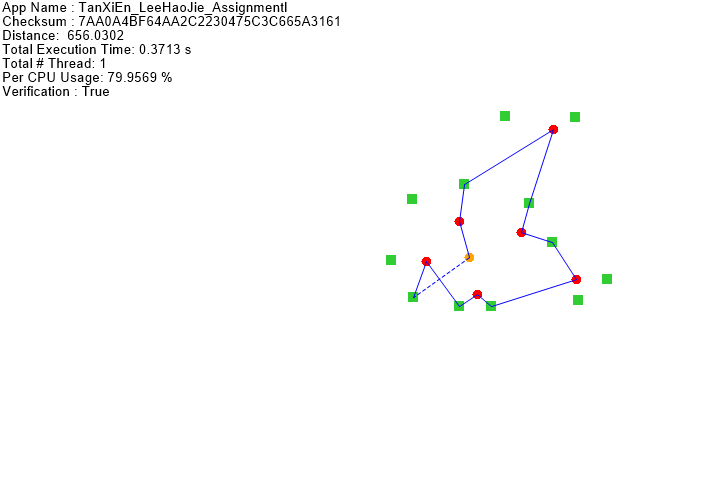 App Name : TanXiEn_LeeHaoJie_AssignmentI
Checksum : 7AA0A4BF64AA2C2230475C3C665A3161
Distance:  656.0302
Total Execution Time: 0.3713 s
Total # Thread: 1
Per CPU Usage: 79.9569 %
Verification : True